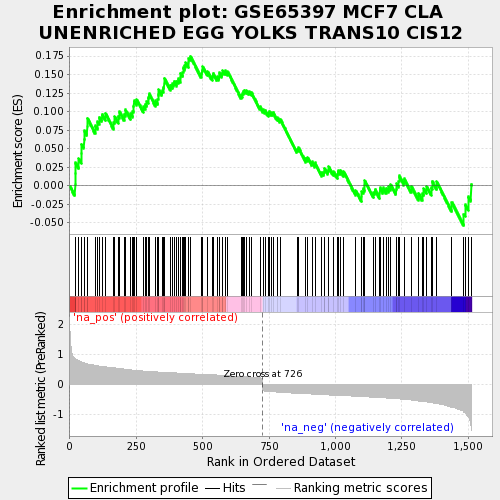 Enrichment plot: GSE65397 MCF7 CLA
UNENRICHED EGG YOLKS TRANS10 CIS12
Enrichment score (ES)
0.175
0.150
0.125
0.100
0.075
0.050
0.025
0.000
-0.025
-0.050
'na_pos' (positively correlated)
Ranked list metric (PreRanked)
2
1
0
-1
Zero cross at 726
'na_neg' (negatively correlated)
0
250
500
750
1,000
1,250
1,500
Rank in Ordered Dataset
Enrichment profile
Hits
Ranking metric scores